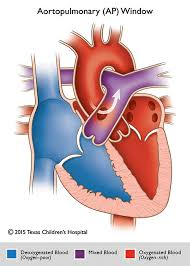 Aortopulmonary (AP) Window
© 2015 Texas Children's Hospital
Deoxygenated Blood
(Oxygen-poor)
Mixed Blood
Oxygenated Blood
(Oxygen-rich)